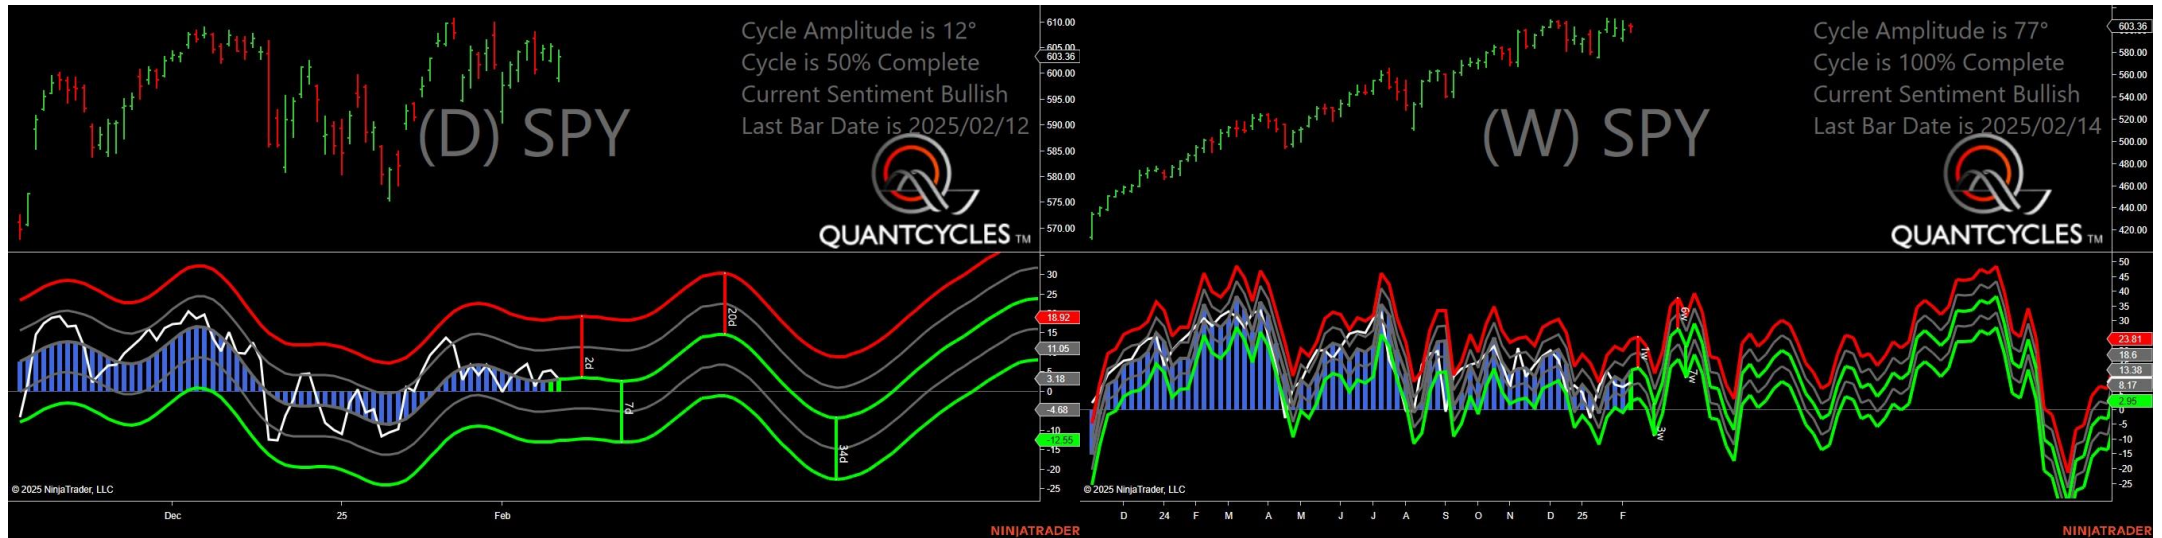 Cycle Amplitude is 12°
Cycle is 50% Complete
Current Sentiment Bullish
Last Bar Date is 2025/02/12
(D) SPY
QUANTCYCLES TM
610.00
605.00
603.36
600.00
595.00
590.00
585.00
580.00
575.00
570.00
30
25
18.92
15
11.05
5
3.18
0
-4.68
-10
-12.55
-15
-20
-25
2d
7d
20d
34d
© 2025 NinjaTrader, LLC
Dec
25
Feb
NINJATRADER
Cycle Amplitude is 77°
Cycle is 100% Complete
Current Sentiment Bullish
Last Bar Date is 2025/02/14
(W) SPY
QUANTCYCLES TM
603.36
580.00
560.00
540.00
520.00
500.00
480.00
460.00
440.00
420.00
50
45
40
35
30
23.81
18.6
13.38
8.17
2.95
0
-5
-10
-15
-20
-25
1w
3w
6w
7w
© 2025 NinjaTrader, LLC
D 24 F M A M J J A S O N D 25 F
NINJATRADER